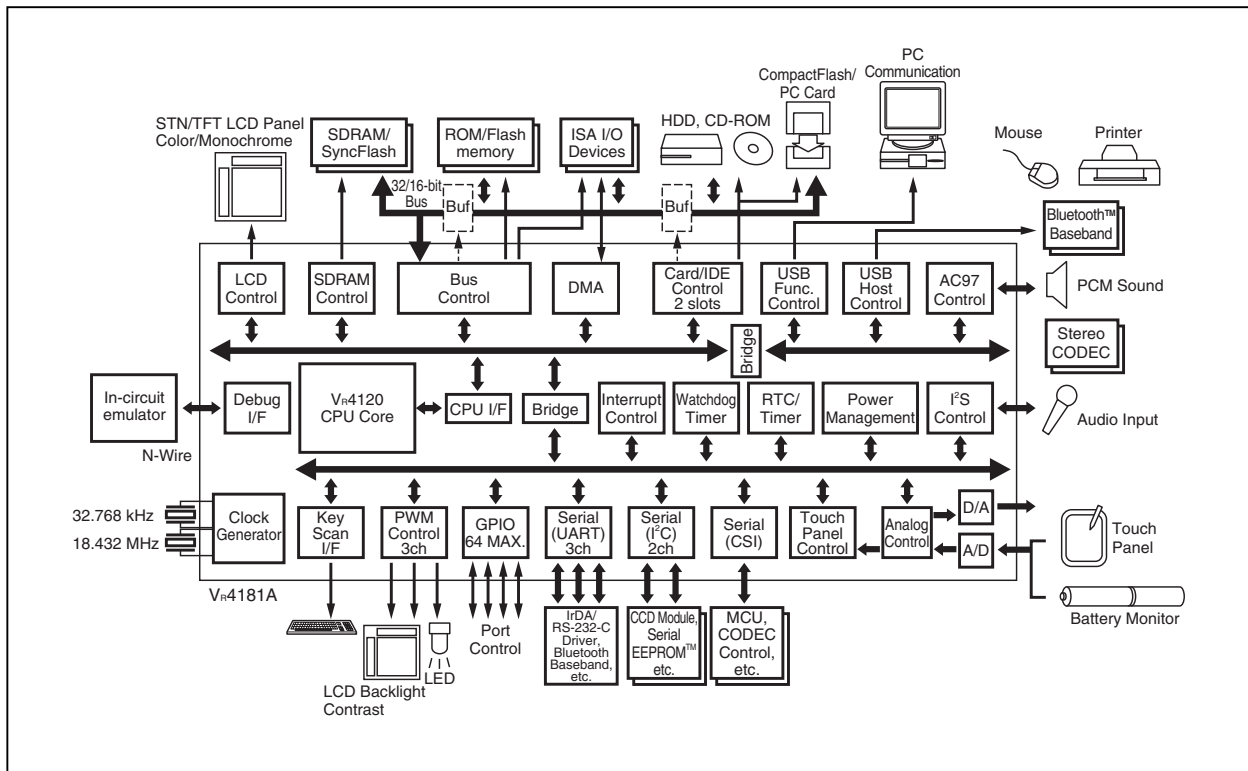 PC
Communication
CompactFlash/
PC Card
HDD, CD-ROM
STN/TFT LCD Panel
Color/Monochrome
SDRAM/
SyncFlash
ROM/Flash
memory
ISA I/O
Devices
Mouse
Printer
32/16-bit
Bus
Buf
Buf
Bluetooth™
Baseband
LCD
Control
SDRAM
Control
Bus
Control
DMA
Card/IDE
Control
2 slots
USB
Func.
Control
USB
Host
Control
AC97
Control
PCM Sound
Bridge
Stereo
CODEC
In-circuit
emulator
N-Wire
Debug
I/F
VR4120
CPU Core
CPU I/F
Bridge
Interrupt
Control
Watchdog
Timer
RTC/
Timer
Power
Management
I²S
Control
Audio Input
32.768 kHz
18.432 MHz
Clock
Generator
Key
Scan
I/F
PWM
Control
3ch
GPIO
64 MAX.
Serial
(UART)
3ch
Serial
(I²C)
2ch
Serial
(CSI)
Touch
Panel
Control
Analog
Control
D/A
A/D
Touch
Panel
VR4181A
Battery Monitor
LCD Backlight
Contrast
LED
Port
Control
IrDA/
RS-232-C
Driver,
Bluetooth
Baseband,
etc.
CCD Module,
Serial
EEPROM™
etc.
MCU,
CODEC
Control,
etc.